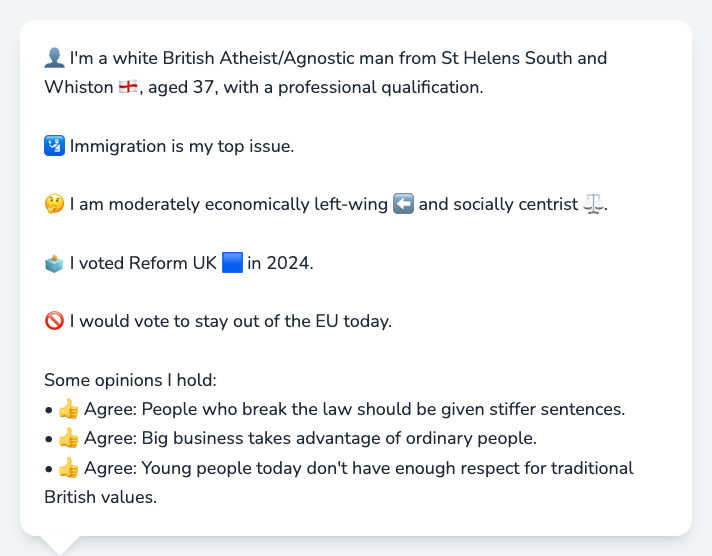 👤 I'm a white British Atheist/Agnostic man from St Helens South and
Whiston 🏴󠁧󠁢󠁥󠁮󠁧󠁿, aged 37, with a professional qualification.
🛂 Immigration is my top issue.
🤔 I am moderately economically left-wing ⬅️ and socially centrist ⚖️.
🗳️ I voted Reform UK 🟦 in 2024.
🚫 I would vote to stay out of the EU today.
Some opinions I hold:
• 👍 Agree: People who break the law should be given stiffer sentences.
• 👍 Agree: Big business takes advantage of ordinary people.
• 👍 Agree: Young people today don't have enough respect for traditional
British values.